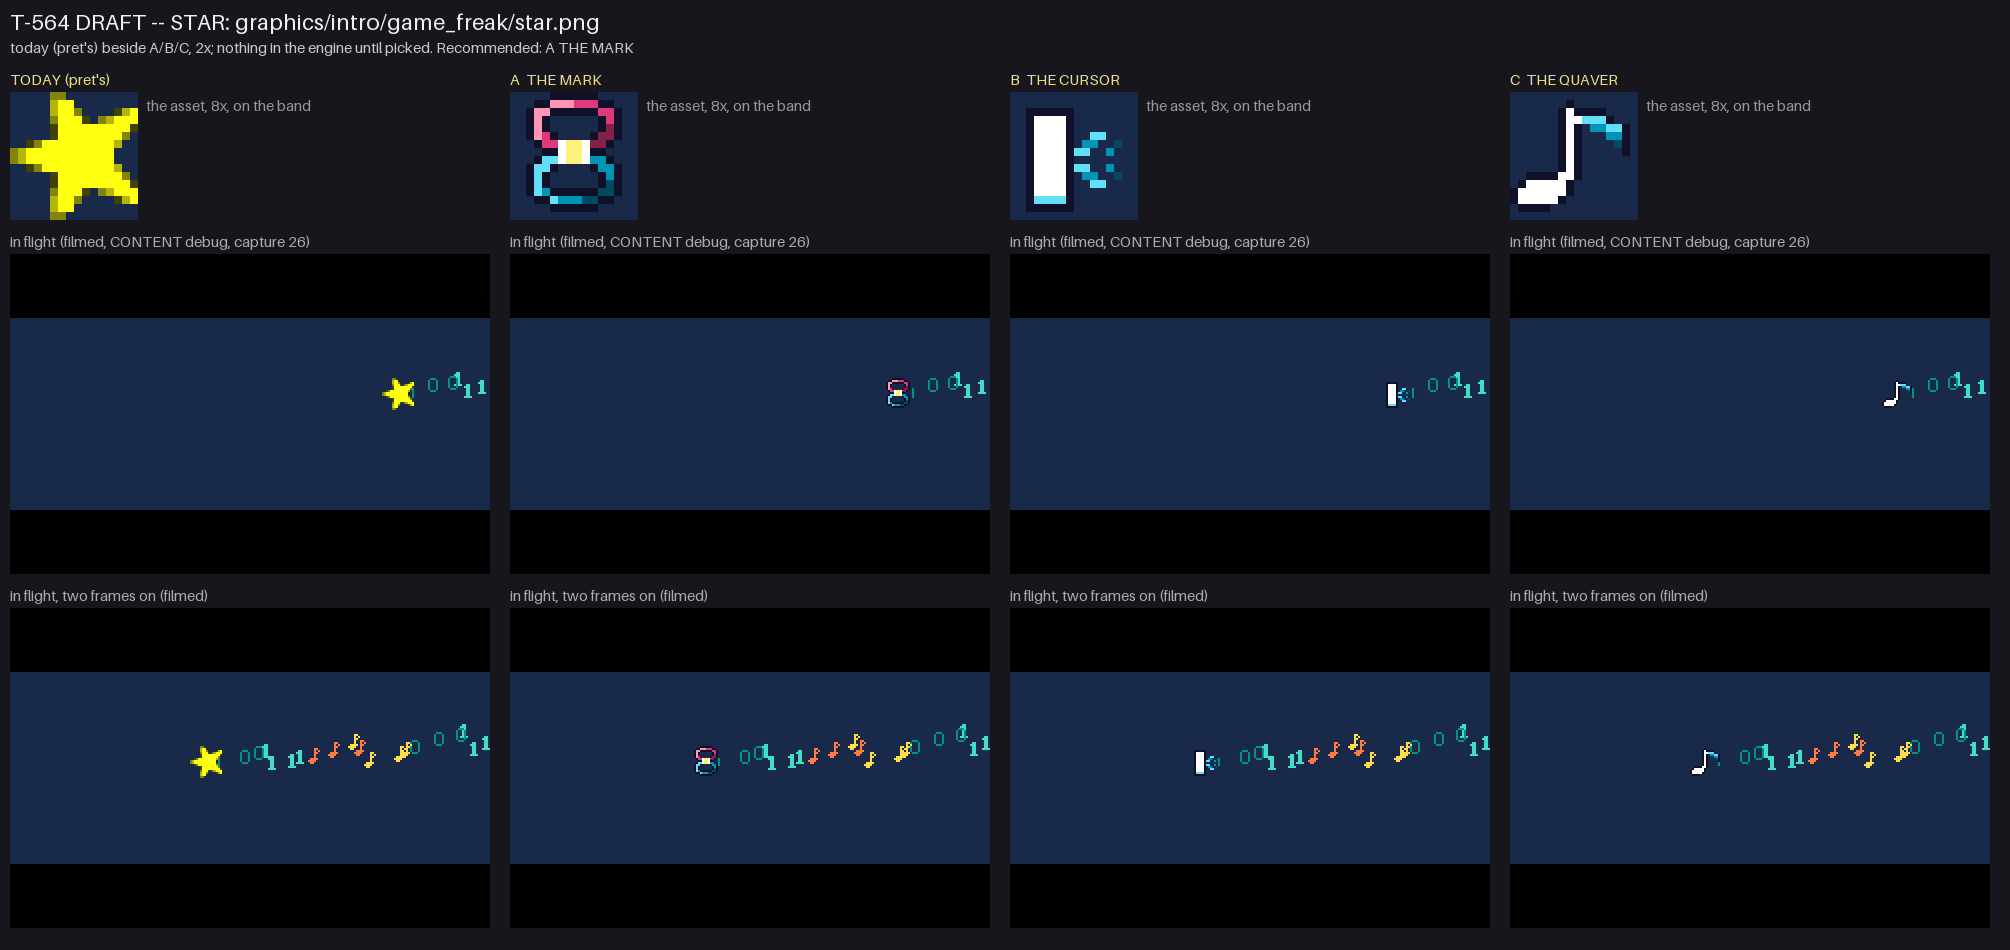 T-564 DRAFT -- STAR: graphics/intro/game_freak/star.png
today (pret's) beside A/B/C, 2x; nothing in the engine until picked. Recommended: A THE MARK
TODAY (pret's)
A THE MARK
B THE CURSOR
C THE QUAVER
the asset, 8x, on the band
the asset, 8x, on the band
the asset, 8x, on the band
the asset, 8x, on the band
in flight (filmed, CONTENT debug, capture 26)
in flight (filmed, CONTENT debug, capture 26)
in flight (filmed, CONTENT debug, capture 26)
in flight (filmed, CONTENT debug, capture 26)
in flight, two frames on (filmed)
in flight, two frames on (filmed)
in flight, two frames on (filmed)
in flight, two frames on (filmed)